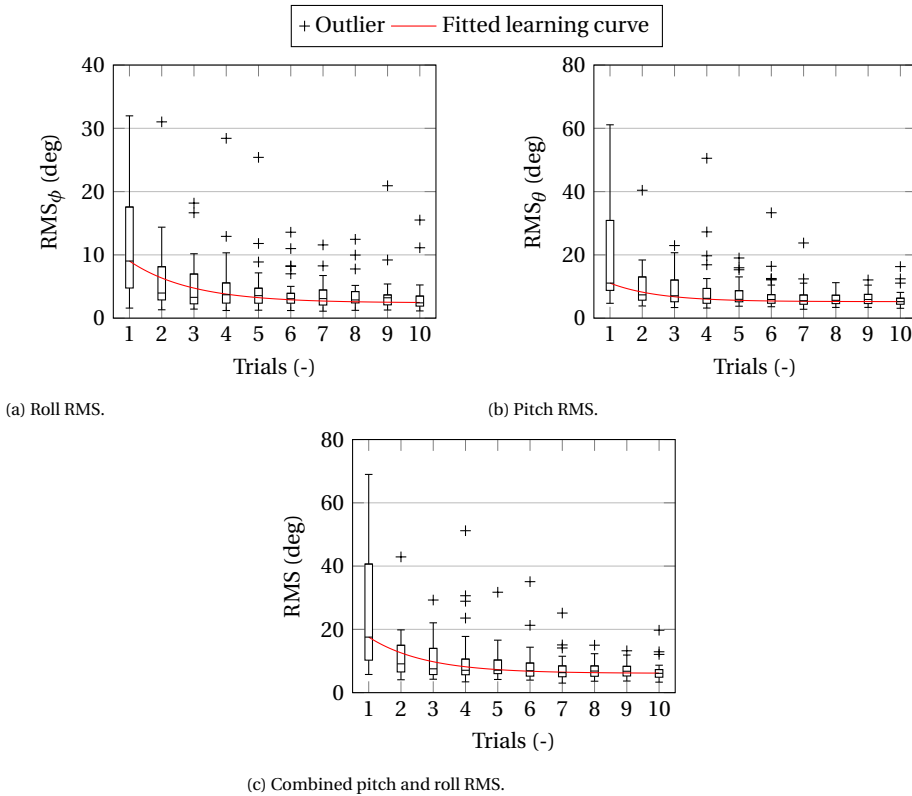 Outlier Fitted learning curve
40
30
20
10
0
RMSϕ (deg)
1 2 3 4 5 6 7 8 9 10
Trials (-)
(a) Roll RMS.
80
60
40
20
0
RMSθ (deg)
1 2 3 4 5 6 7 8 9 10
Trials (-)
(b) Pitch RMS.
80
60
40
20
0
RMS (deg)
1 2 3 4 5 6 7 8 9 10
Trials (-)
(c) Combined pitch and roll RMS.